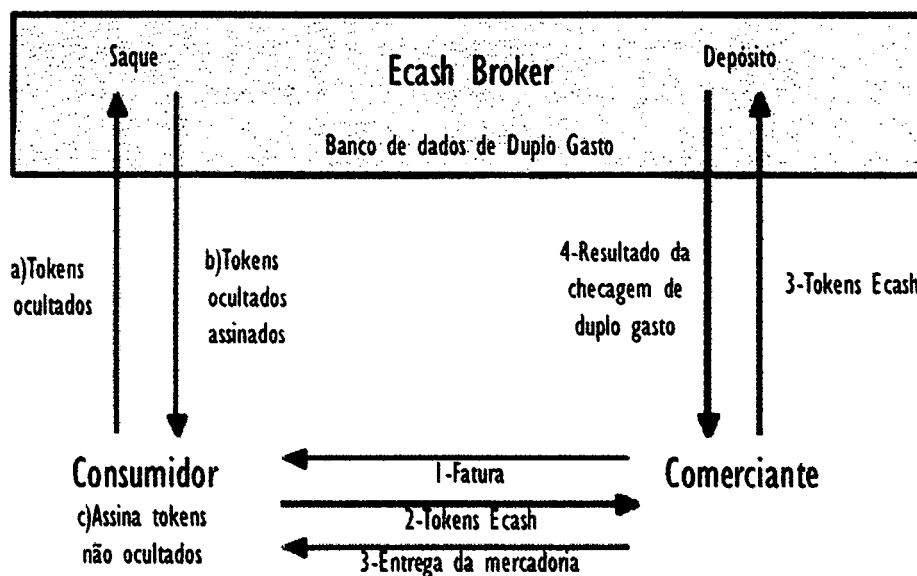 Saque
Ecash Broker
Depósito
Banco de dados de Duplo Gasto
a)Tokens
ocultados
b)Tokens
ocultados
assinados
4-Resultado da
checagem de
duplo gasto
3-Tokens Ecash
Consumidor
c)Assina tokens
não ocultados
1-Fatura
2-Tokens Ecash
3-Entrega da mercadoria
Comerciante